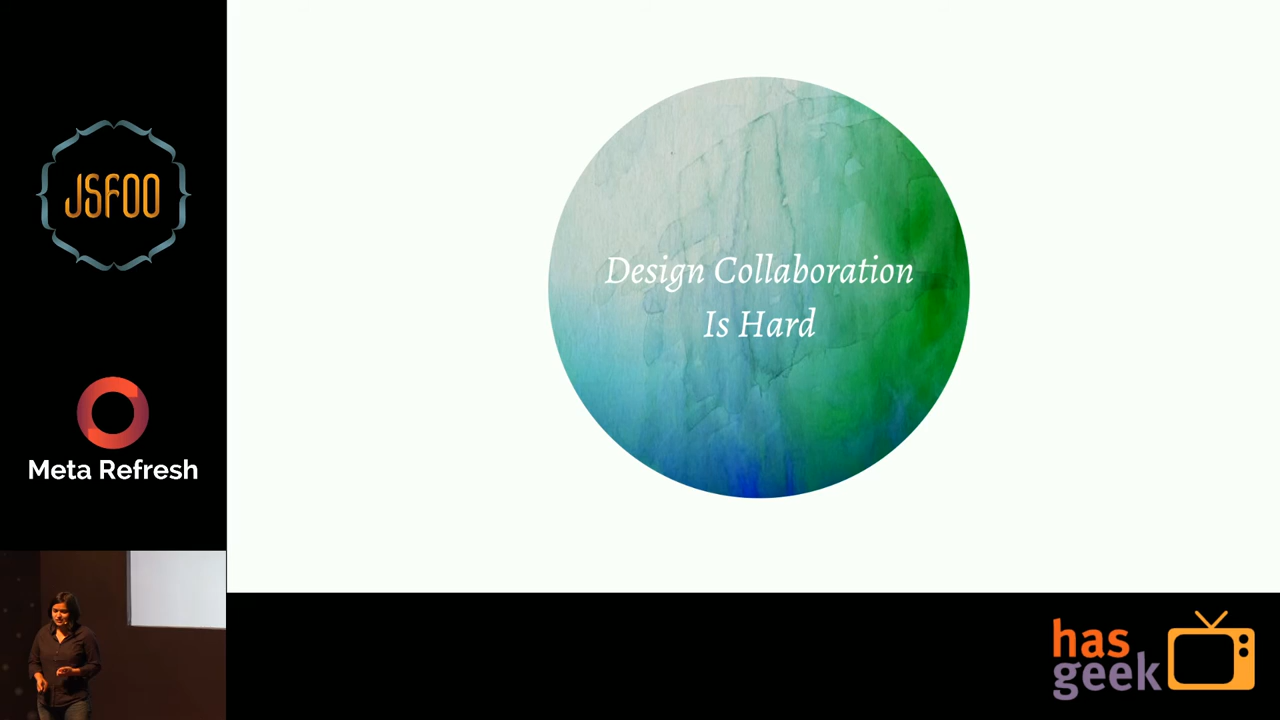 JSFOO
Meta Refresh
Design Collaboration
Is Hard
has
geek